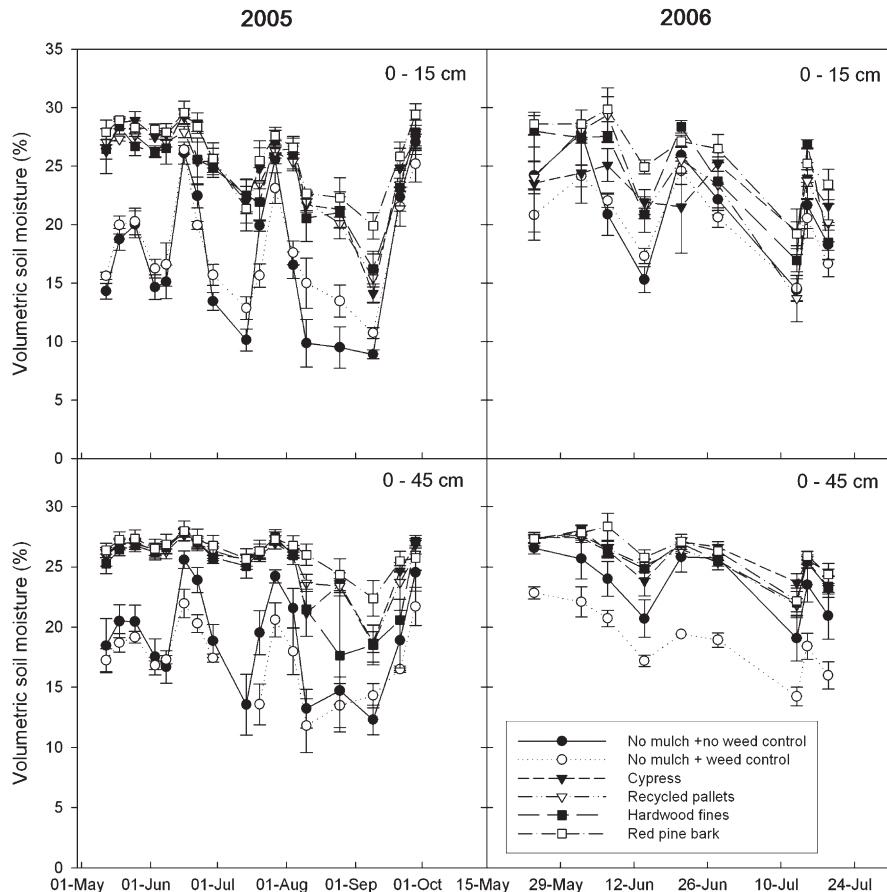 2005
2006
35
30
25
20
15
10
5
0
Volumetric soil moisture (%)
0 - 15 cm
0 - 15 cm
30
25
20
15
10
5
0
Volumetric soil moisture (%)
0 - 45 cm
0 - 45 cm
No mulch +no weed control
No mulch + weed control
Cypress
Recycled pallets
Hardwood fines
Red pine bark
01-May 01-Jun 01-Jul 01-Aug 01-Sep 01-Oct 15-May 29-May 12-Jun 26-Jun 10-Jul 24-Jul